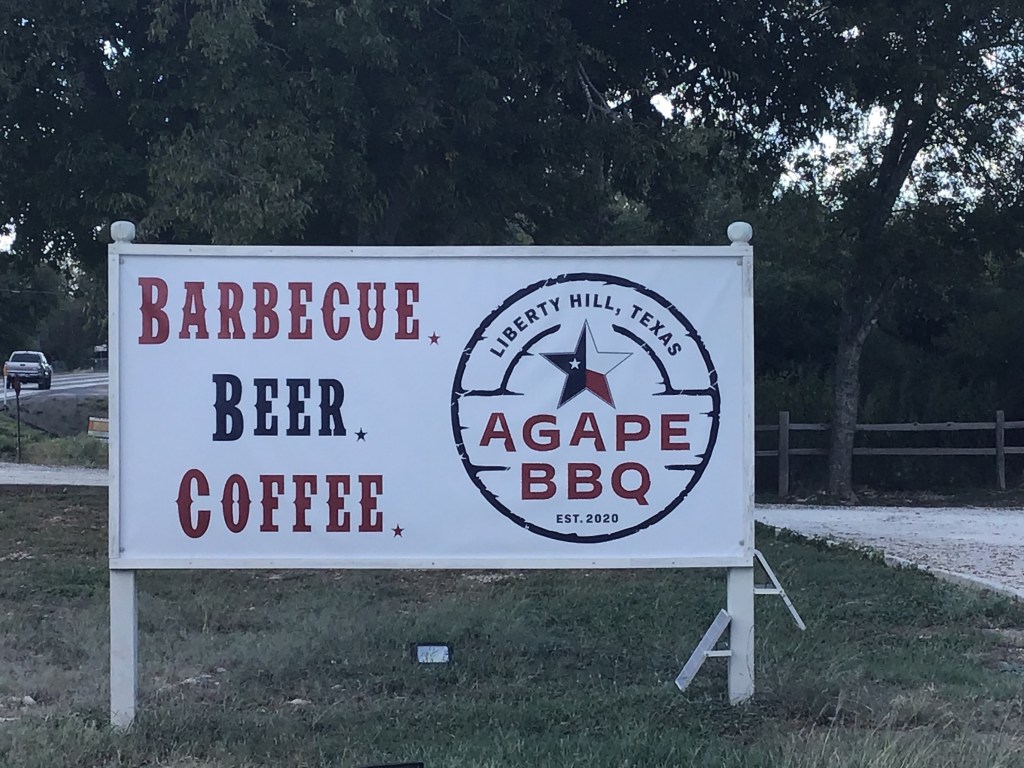 BARBECUE.
BEER.
COFFEE.
LIBERTY HILL, TEXAS
AGAPE
BBQ
EST. 2020